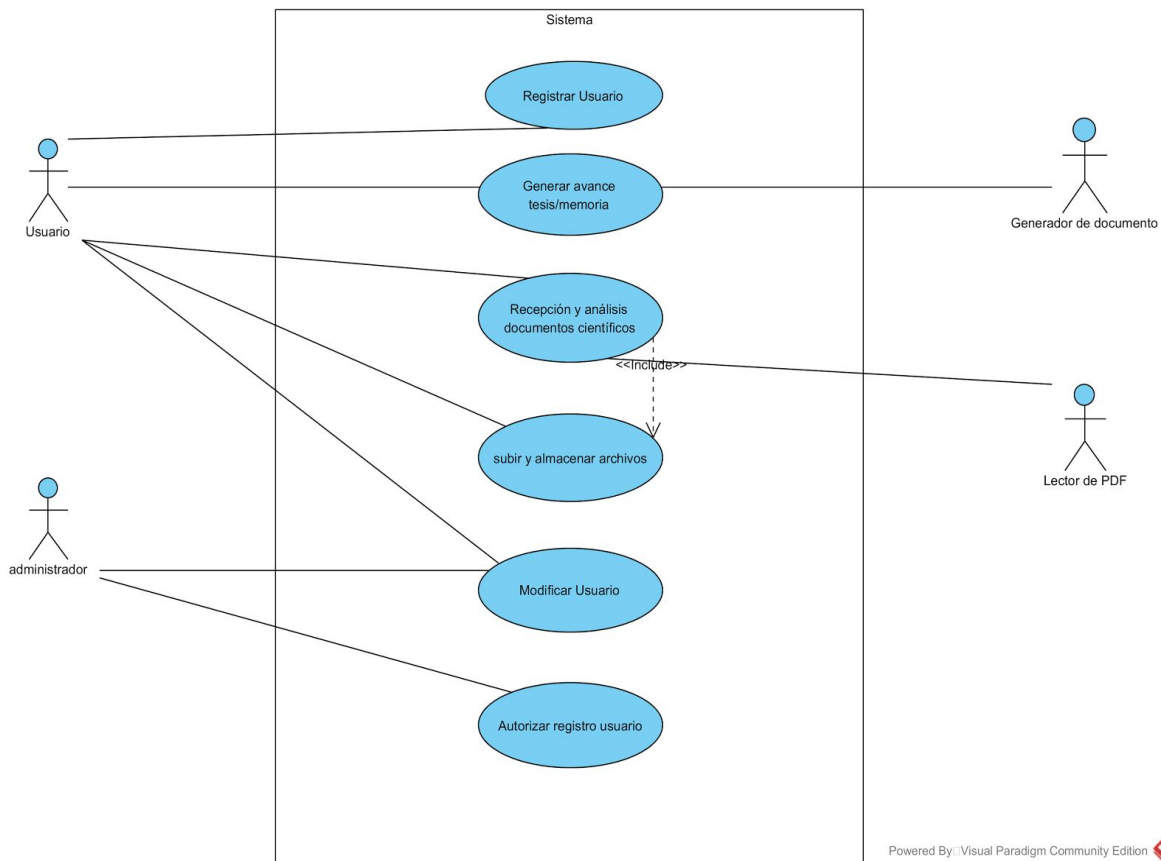 Sistema
Registrar Usuario
Usuario
Generar avance
tesis/memoria
Generador de documento
Recepción y análisis
documentos científicos
<<Include>>
subir y almacenar archivos
Lector de PDF
administrador
Modificar Usuario
Autorizar registro usuario
Powered By Visual Paradigm Community Edition